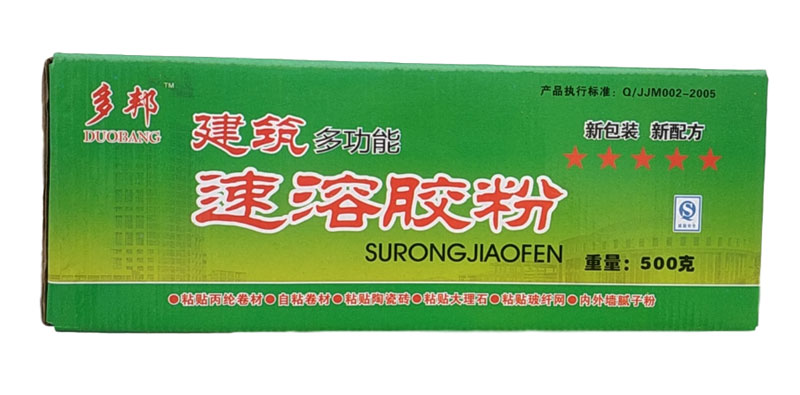 多邦™
DUOBANG
产品执行标准：Q/JJM002-2005
建筑多功能
新包装 新配方
速溶胶粉
SURONGJIAOFEN
重量：500克
●粘贴丙纶卷材●自粘卷材●粘贴陶瓷砖●粘贴大理石●粘贴玻纤网●内外墙腻子粉